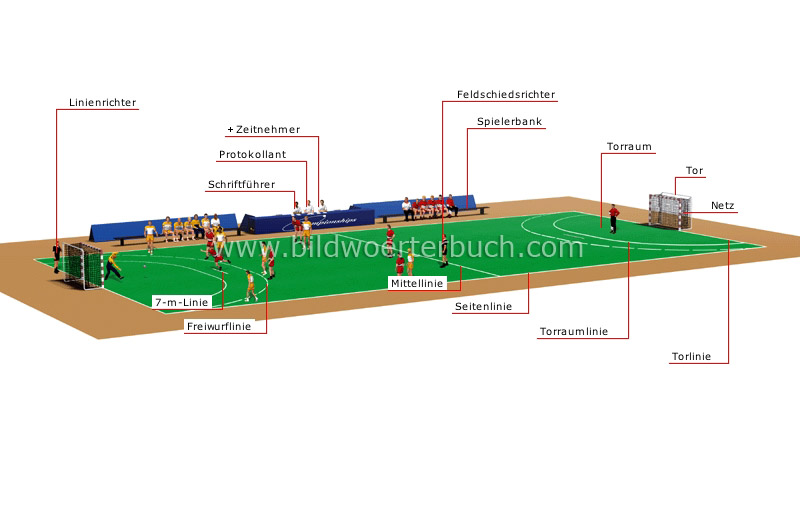 Feldschiedsrichter
Linienrichter
Spielerbank
+Zeitnehmer
Torraum
Protokollant
Tor
Schriftführer
Netz
Championships
www.bildwoerterbuch.com
Mittellinie
7-m-Linie
Seitenlinie
Freiwurflinie
Torraumlinie
Torlinie